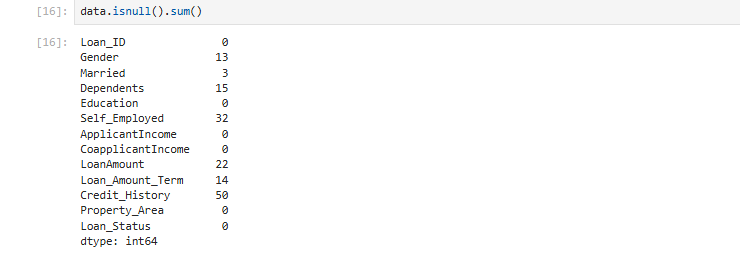 [16]: data.isnull().sum()
[16]: Loan_ID 0
Gender 13
Married 3
Dependents 15
Education 0
Self_Employed 32
ApplicantIncome 0
CoapplicantIncome 0
LoanAmount 22
Loan_Amount_Term 14
Credit_History 50
Property_Area 0
Loan_Status 0
dtype: int64